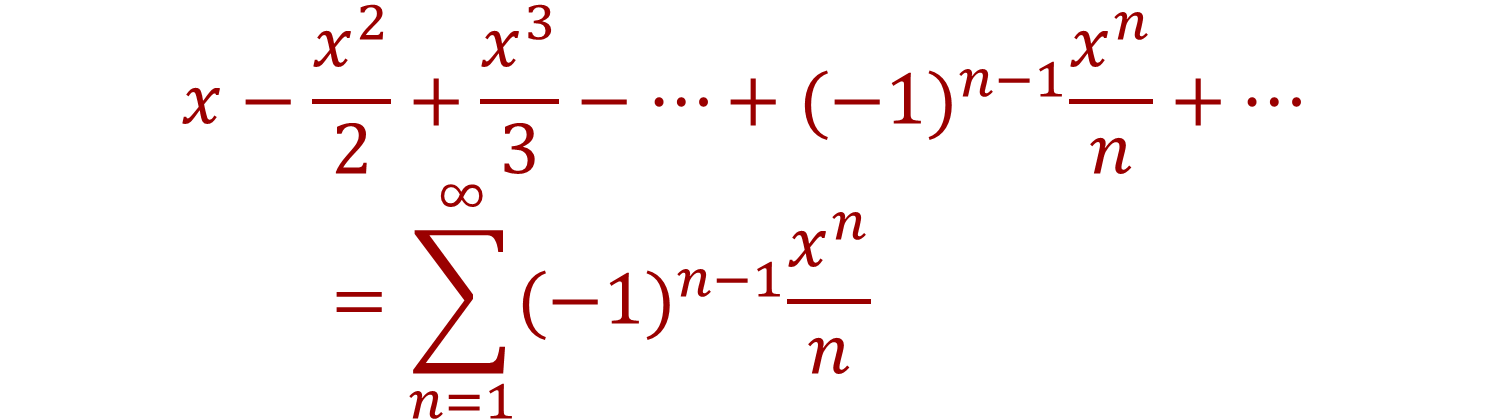 x − x²/2 + x³/3 − ⋯ + (−1)ⁿ⁻¹ xⁿ/n + ⋯
= ∑_{n=1}^{∞} (−1)ⁿ⁻¹ xⁿ/n